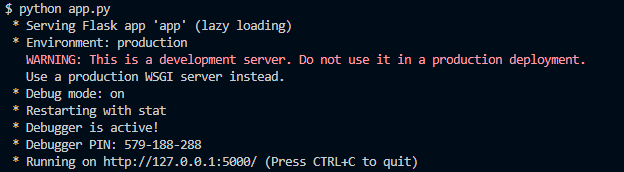 $ python app.py
* Serving Flask app 'app' (lazy loading)
* Environment: production
WARNING: This is a development server. Do not use it in a production deployment.
Use a production WSGI server instead.
* Debug mode: on
* Restarting with stat
* Debugger is active!
* Debugger PIN: 579-188-288
* Running on http://127.0.0.1:5000/ (Press CTRL+C to quit)